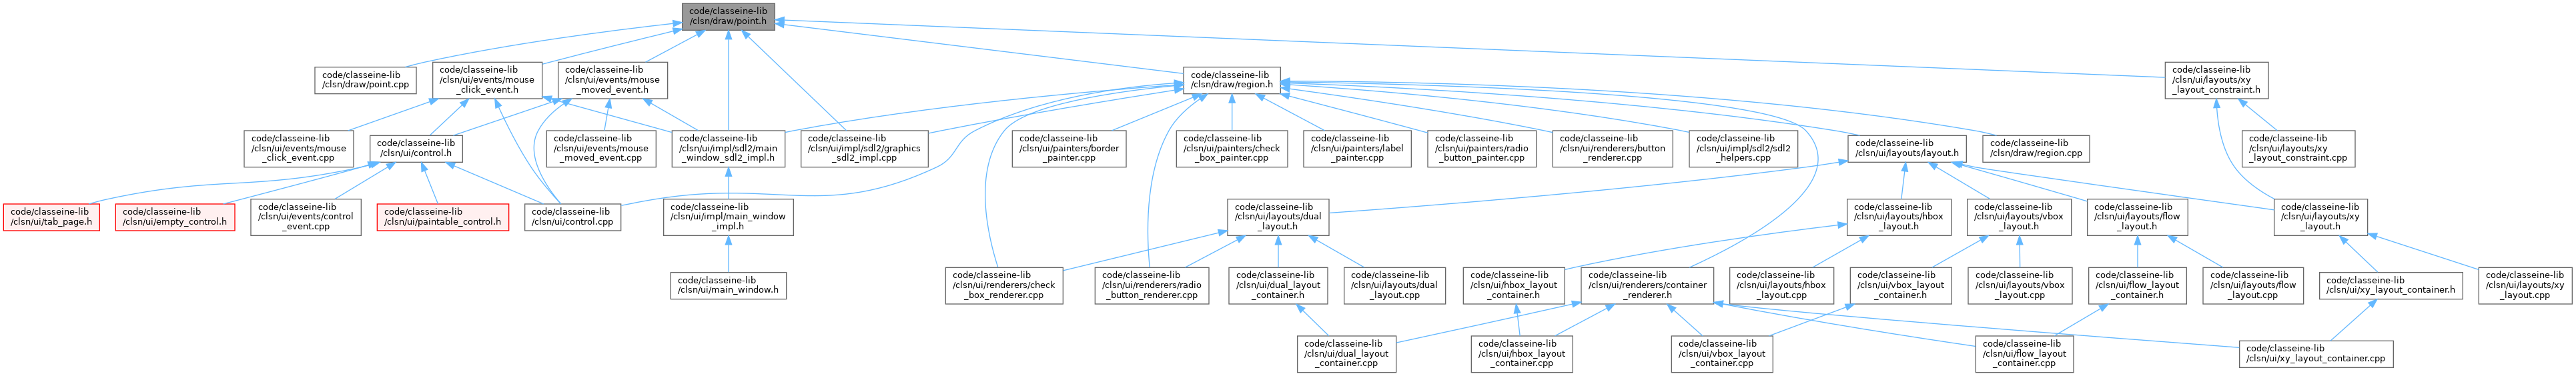 code/classeine-lib
/clsn/draw/point.h
code/classeine-lib
/clsn/draw/point.cpp
code/classeine-lib
/clsn/ui/events/mouse
_click_event.h
code/classeine-lib
/clsn/ui/events/mouse
_moved_event.h
code/classeine-lib
/clsn/draw/region.h
code/classeine-lib
/clsn/ui/layouts/xy
_layout_constraint.h
code/classeine-lib
/clsn/ui/events/mouse
_click_event.cpp
code/classeine-lib
/clsn/ui/control.h
code/classeine-lib
/clsn/ui/events/mouse
_moved_event.cpp
code/classeine-lib
/clsn/ui/impl/sdl2/main
_window_sdl2_impl.h
code/classeine-lib
/clsn/ui/impl/sdl2/graphics
_sdl2_impl.cpp
code/classeine-lib
/clsn/ui/painters/border
_painter.cpp
code/classeine-lib
/clsn/ui/painters/check
_box_painter.cpp
code/classeine-lib
/clsn/ui/painters/label
_painter.cpp
code/classeine-lib
/clsn/ui/painters/radio
_button_painter.cpp
code/classeine-lib
/clsn/ui/renderers/button
_renderer.cpp
code/classeine-lib
/clsn/ui/impl/sdl2/sdl2
_helpers.cpp
code/classeine-lib
/clsn/ui/layouts/layout.h
code/classeine-lib
/clsn/draw/region.cpp
code/classeine-lib
/clsn/ui/layouts/xy
_layout_constraint.cpp
code/classeine-lib
/clsn/ui/tab_page.h
code/classeine-lib
/clsn/ui/empty_control.h
code/classeine-lib
/clsn/ui/events/control
_event.cpp
code/classeine-lib
/clsn/ui/paintable_control.h
code/classeine-lib
/clsn/ui/control.cpp
code/classeine-lib
/clsn/ui/impl/main_window
_impl.h
code/classeine-lib
/clsn/ui/layouts/dual
_layout.h
code/classeine-lib
/clsn/ui/layouts/hbox
_layout.h
code/classeine-lib
/clsn/ui/layouts/vbox
_layout.h
code/classeine-lib
/clsn/ui/layouts/flow
_layout.h
code/classeine-lib
/clsn/ui/layouts/xy
_layout.h
code/classeine-lib
/clsn/ui/main_window.h
code/classeine-lib
/clsn/ui/renderers/check
_box_renderer.cpp
code/classeine-lib
/clsn/ui/renderers/radio
_button_renderer.cpp
code/classeine-lib
/clsn/ui/dual_layout
_container.h
code/classeine-lib
/clsn/ui/layouts/dual
_layout.cpp
code/classeine-lib
/clsn/ui/hbox_layout
_container.h
code/classeine-lib
/clsn/ui/renderers/container
_renderer.h
code/classeine-lib
/clsn/ui/layouts/hbox
_layout.cpp
code/classeine-lib
/clsn/ui/vbox_layout
_container.h
code/classeine-lib
/clsn/ui/layouts/vbox
_layout.cpp
code/classeine-lib
/clsn/ui/flow_layout
_container.h
code/classeine-lib
/clsn/ui/layouts/flow
_layout.cpp
code/classeine-lib
/clsn/ui/xy_layout_container.h
code/classeine-lib
/clsn/ui/layouts/xy
_layout.cpp
code/classeine-lib
/clsn/ui/dual_layout
_container.cpp
code/classeine-lib
/clsn/ui/hbox_layout
_container.cpp
code/classeine-lib
/clsn/ui/vbox_layout
_container.cpp
code/classeine-lib
/clsn/ui/flow_layout
_container.cpp
code/classeine-lib
/clsn/ui/xy_layout_container.cpp